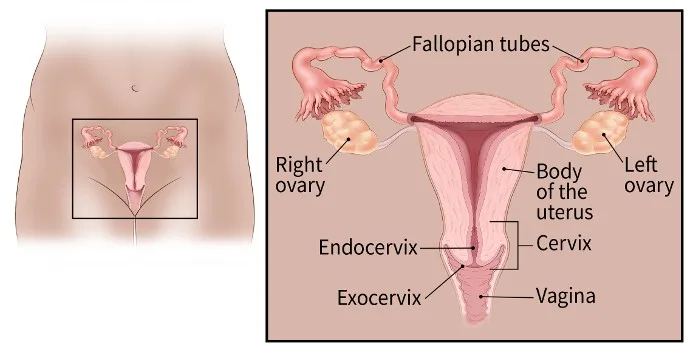 Fallopian tubes
Right
ovary
Body
of the
uterus
Left
ovary
Endocervix
Cervix
Exocervix
Vagina